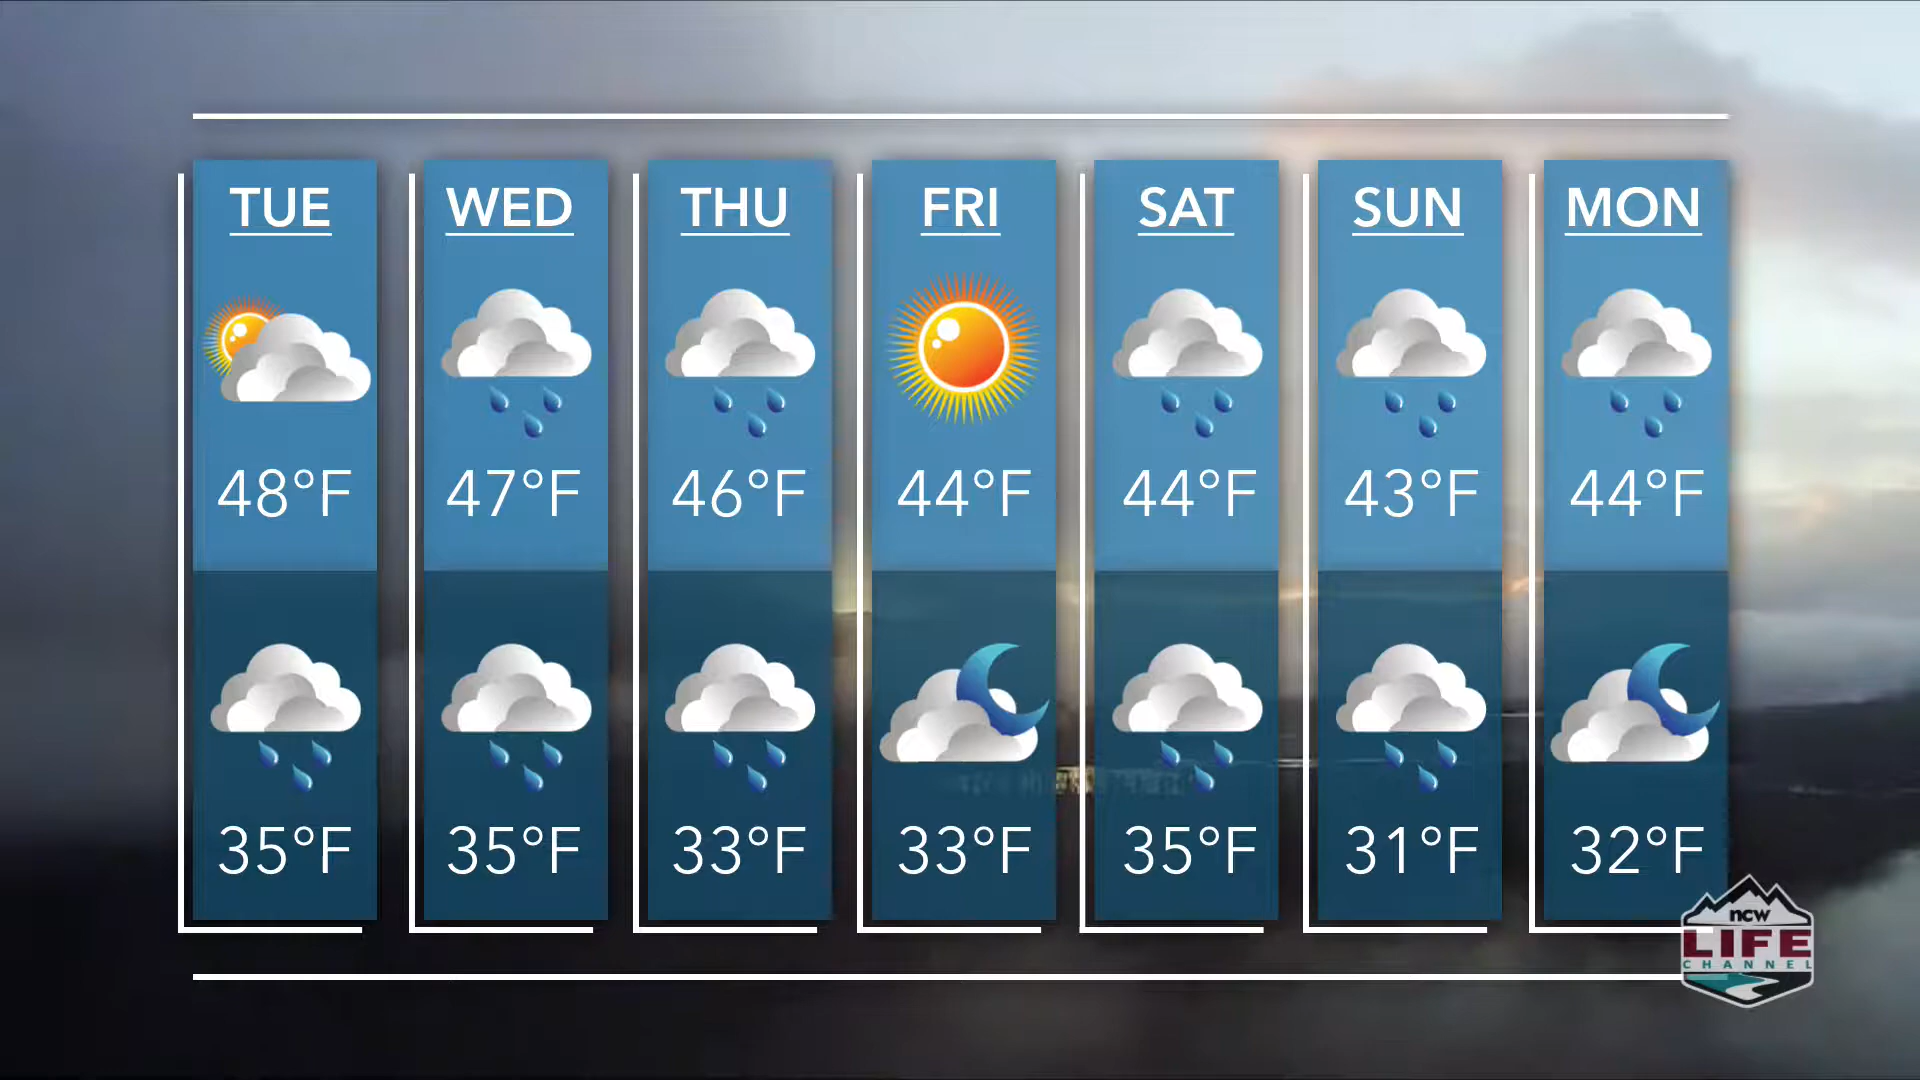 TUE WED THU FRI SAT SUN MON
48°F 47°F 46°F 44°F 44°F 43°F 44°F
35°F 35°F 33°F 33°F 35°F 31°F 32°F
ncw
LIFE
CHANNEL